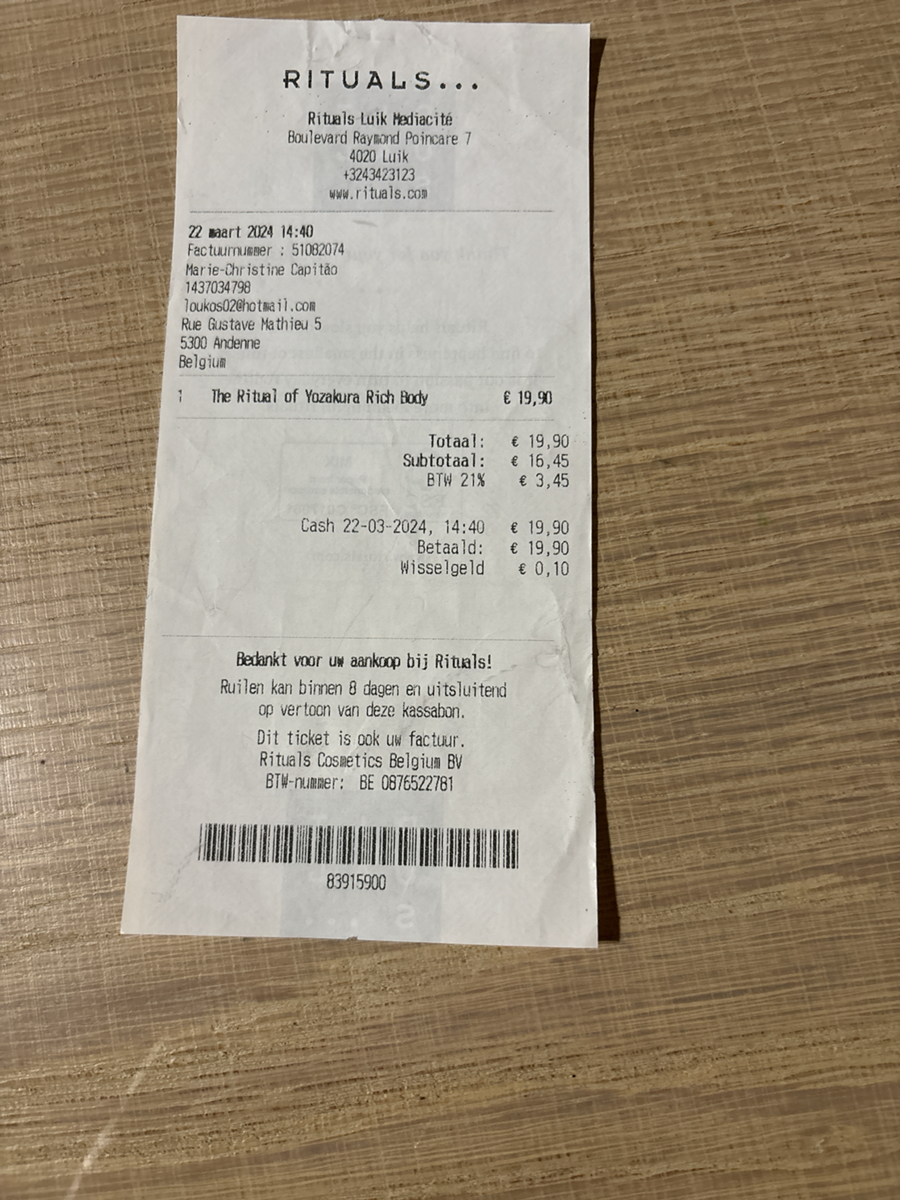 RITUALS...
Rituals Luik Mediacité
Boulevard Raymond Poincare 7
4020 Luik
+3243423123
www.rituals.com
22 maart 2024 14:40
Factuurnummer : 51082074
Marie-Christine Capitão
1437034798
loukos02@hotmail.com
Rue Gustave Mathieu 5
5300 Andenne
Belgium
1 The Ritual of Yozakura Rich Body € 19,90
Totaal: € 19,90
Subtotaal: € 16,45
BTW 21% € 3,45
Cash 22-03-2024, 14:40 € 19,90
Betaald: € 19,90
Wisselgeld € 0,10
Bedankt voor uw aankoop bij Rituals!
Ruilen kan binnen 8 dagen en uitsluitend
op vertoon van deze kassabon.
Dit ticket is ook uw factuur.
Rituals Cosmetics Belgium BV
BTW-nummer: BE 0876522781
83915900